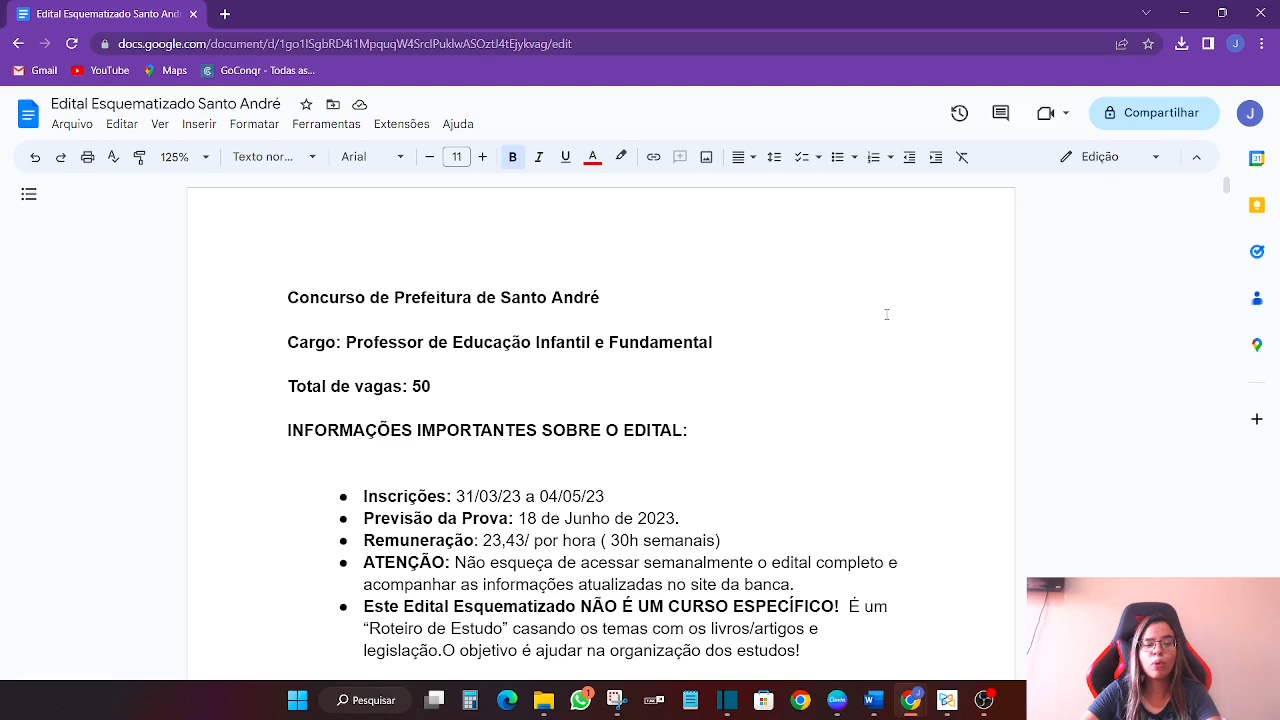 Edital Esquematizado Santo And
docs.google.com/document/d/1go1ISgbRD4i1MpquqW4SrcIPuklwASOztJ4tEjykvag/edit
Gmail
YouTube
Maps
GoConqr - Todas as...
Edital Esquematizado Santo André
Arquivo Editar Ver Inserir Formatar Ferramentas Extensões Ajuda
Compartilhar
J
125% Texto nor... Arial 11 B I U A Edição
31
Concurso de Prefeitura de Santo André
Cargo: Professor de Educação Infantil e Fundamental
Total de vagas: 50
INFORMAÇÕES IMPORTANTES SOBRE O EDITAL:
● Inscrições: 31/03/23 a 04/05/23
● Previsão da Prova: 18 de Junho de 2023.
● Remuneração: 23,43/ por hora ( 30h semanais)
● ATENÇÃO: Não esqueça de acessar semanalmente o edital completo e
acompanhar as informações atualizadas no site da banca.
● Este Edital Esquematizado NÃO É UM CURSO ESPECÍFICO! É um
“Roteiro de Estudo” casando os temas com os livros/artigos e
legislação.O objetivo é ajudar na organização dos estudos!
Pesquisar